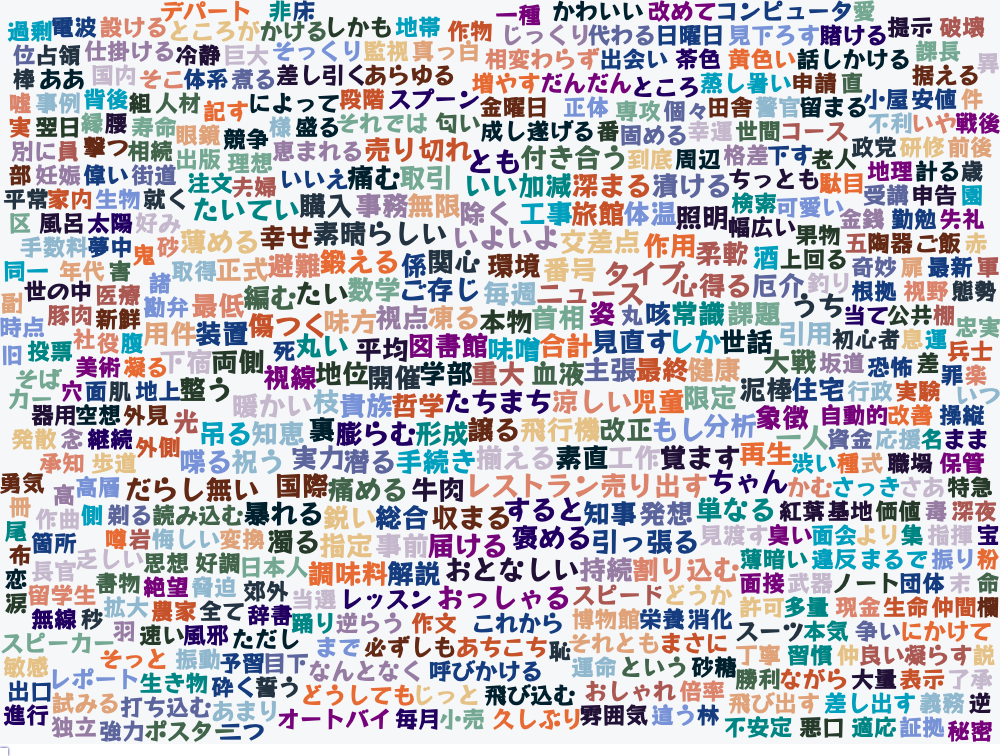 デパート 非床 一種 かわいい 改めて コンピュータ 愛
過剰 電波 設ける ところが かける しかも 地帯 作物 じっくり 代わる 日曜日 見下ろす 賭ける 提示 破壊
位 占領 仕掛ける 冷静 巨大 そっくり 監視 真っ白 相変わらず 出会い 茶色 黄色い 話しかける 課長 異
棒 ああ 国内 そこ 体系 煮る 差し引く あらゆる 増やす だんだん ところ 蒸し暑い 申請 直 据える
嘘 事例 背後 組 人材 記す によって 段階 スプーン 金曜日 正体 専攻 個々 田舎 警官 留まる 小屋 安値 件
実 翌日 縁 腰 寿命 眼鏡 競争 様 盛る それでは 匂い 成し遂げる 番 固める 幸運 世間 コース 不利 いや 戦後
別に 員 撃つ 相続 出版 理想 恵まれる 売り切れ とも 付き合う 到底 周辺 格差 下す 老人 政党 研修 前後
部 妊娠 偉い 街道 注文 夫婦 いいえ 痛む 取引 いい加減 深まる 漬ける ちっとも 駄目 地理 計る 歳
平常 家内 生物 就く たいてい 購入 事務 無限 除く 工事 旅館 体温 照明 検索 可愛い 受講 申告 園
区 風呂 太陽 好み 幅広い 果物 金銭 勤勉 失礼
手数料 夢中 鬼 砂 薄める 幸せ 素晴らしい いよいよ 交差点 作用 柔軟 酒 上回る 五 陶器 ご飯 赤
同一 年代 書 諸 取得 正式 避難 鍛える 係 関心 環境 番号 タイプ 心得る 厄介 釣り 奇妙 扉 最新 軍
副 世の中 医療 勘弁 最低 編む たい 数学 ご存じ 毎週 ニュース うち 根拠 視野 態勢
時点 豚肉 新鮮 社役 腹 用件 装置 傷つく 味方 視点 凍る 本物 首相 姿 丸 咳 常識 課題 引用 当て 公共 棚 忠実
旧 投票 美術 凝る 下宿 両側 死 丸い 平均 図書館 味噌 合計 見直す しか 世話 初心者 息 運 兵士
そば 穴 面 肌 地上 整う 視線 地位 開催 学部 重大 血液 主張 最終 健康 大戦 坂道 恐怖 差 罪 楽
カー 器用 空想 外見 光 暖かい 枝 貴族 哲学 たちまち 涼しい 児童 限定 泥棒 住宅 行政 実験 いつ
発散 念 継続 外側 吊る 知恵 裏 膨らむ 形成 譲る 飛行機 改正 もし 分析 象徴 自動的 改善 操縦
承知 歩道 喋る 祝う 実力 潜る 手続き 揃える 素直 工作 覚ます 再生 一人 資金 応援 名 まま
勇気 高 高層 だらし無い 国際 痛める 牛肉 レストラン 売り出す ちゃん 渋い 種 式 職場 保管
冊 作曲 側 剃る 読み込む 暴れる 鋭い 総合 収まる すると 知事 発想 単なる かむ さっき さあ 特急
尾 箇所 噂 岩 悔しい 変換 濁る 指定 事前 届ける 褒める 引っ張る 見渡す 臭い 紅葉 基地 価値 毒 深夜
布 長官 乏しい 思想 好調 日本人 調味料 解説 おとなしい 持続 割り込む 面会 より 集 指揮 宝
恋 留学生 書物 絶望 脅迫 郊外 当選 レッスン おっしゃる スピード どうか 薄暗い 違反 まるで 振り 粉
涙 無線 秒 拡大 農家 全て 辞書 踊り 逆らう 作文 これから 博物館 栄養 消化 面接 武器 ノート 団体 末 命
スピーカー 羽 速い 風邪 ただし まで 必ずしも あちこち 恥 それとも まさに 許可 多量 現金 生命 仲間 欄
敏感 そっと 振動 予習 目下 なんとなく 呼びかける 運命 という 砂糖 スーツ 本気 争い にかけて
出口 レポート 生き物 砕く 誓う どうしても じっと 飛び込む おしゃれ 倍率 丁寧 習慣 仲良い 凝らす 説
進行 試みる 打ち込む あまり オートバイ 毎月 小売 久しぶり 雰囲気 違う 林 勝利 ながら 大量 表示 了承
独立 強力 ポスター 二つ 飛び出す 差し出す 義務 逆
不安定 悪口 適応 証拠 秘密